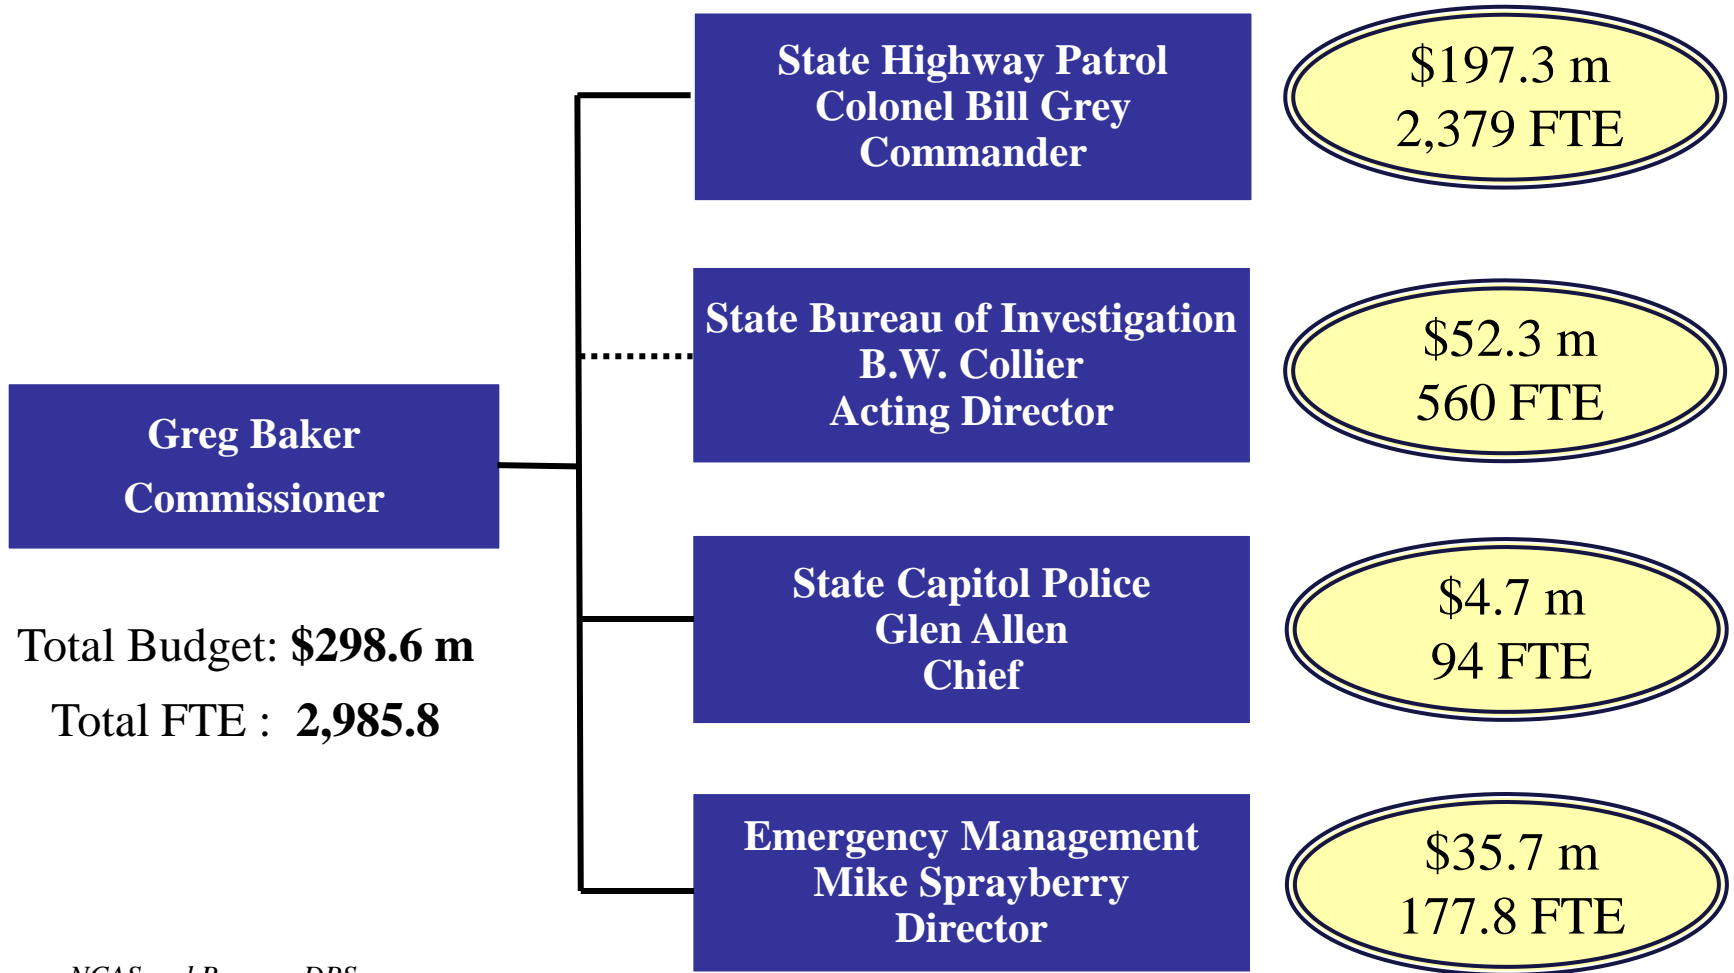 State Highway Patrol
Colonel Bill Grey
Commander
$197.3 m
2,379 FTE
State Bureau of Investigation
B.W. Collier
Acting Director
$52.3 m
560 FTE
Greg Baker
Commissioner
Total Budget: $298.6 m
Total FTE : 2,985.8
State Capitol Police
Glen Allen
Chief
$4.7 m
94 FTE
Emergency Management
Mike Sprayberry
Director
$35.7 m
177.8 FTE